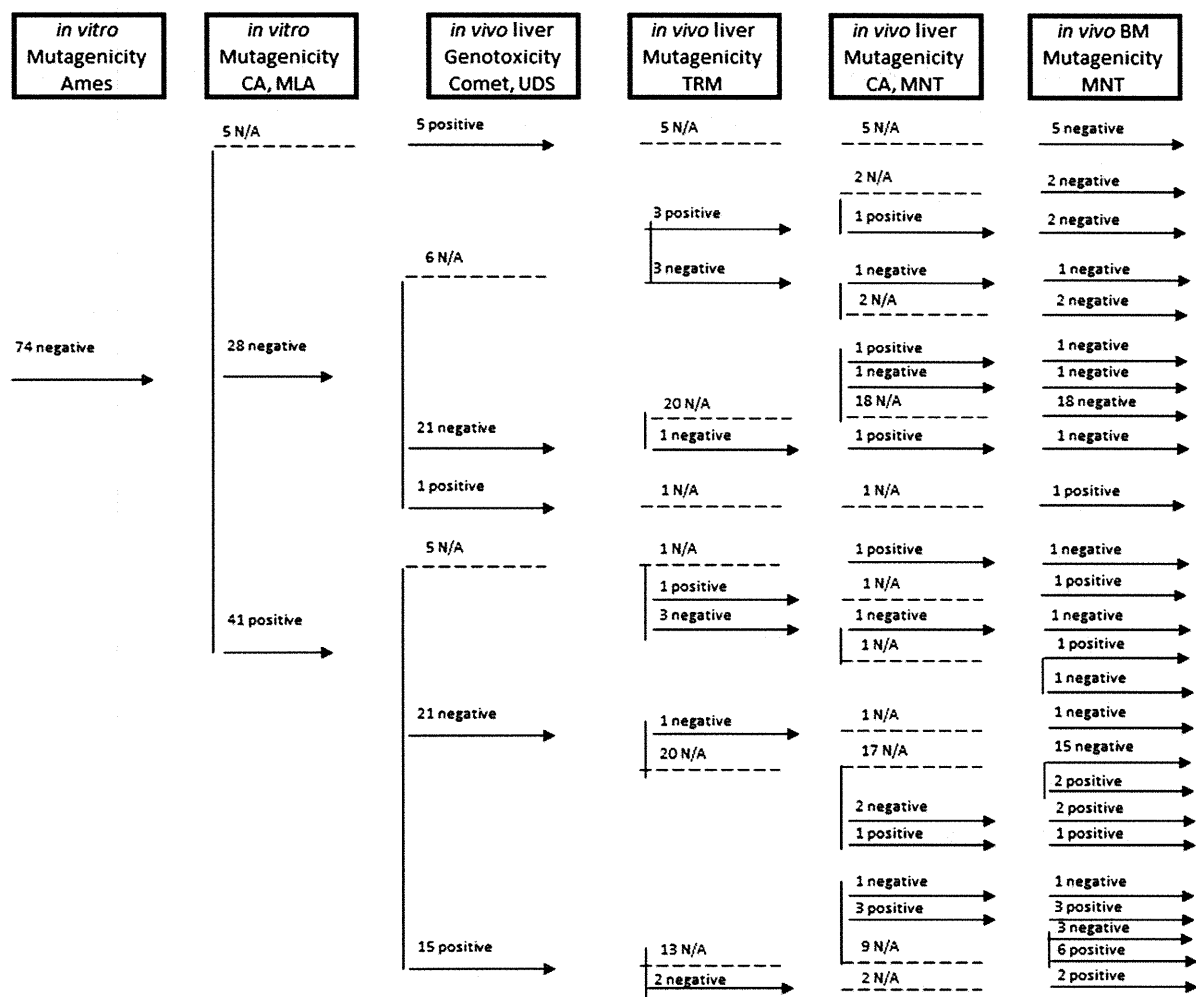 in vitro
Mutagenicity
Ames
in vitro
Mutagenicity
CA, MLA
in vivo liver
Genotoxicity
Comet, UDS
in vivo liver
Mutagenicity
TRM
in vivo liver
Mutagenicity
CA, MNT
in vivo BM
Mutagenicity
MNT
5 N/A
5 positive
5 N/A
5 N/A
5 negative
2 N/A
2 negative
3 positive
1 positive
2 negative
6 N/A
3 negative
1 negative
1 negative
2 N/A
2 negative
74 negative
28 negative
1 positive
1 negative
1 negative
1 negative
20 N/A
18 N/A
18 negative
21 negative
1 negative
1 positive
1 negative
1 positive
1 N/A
1 N/A
1 positive
5 N/A
1 N/A
1 positive
1 negative
1 positive
1 N/A
1 positive
41 positive
3 negative
1 negative
1 negative
1 N/A
1 positive
1 negative
21 negative
1 negative
1 N/A
1 negative
20 N/A
17 N/A
15 negative
2 positive
2 negative
2 positive
1 positive
1 positive
1 negative
1 negative
3 positive
3 positive
3 negative
15 positive
13 N/A
9 N/A
6 positive
2 negative
2 N/A
2 positive